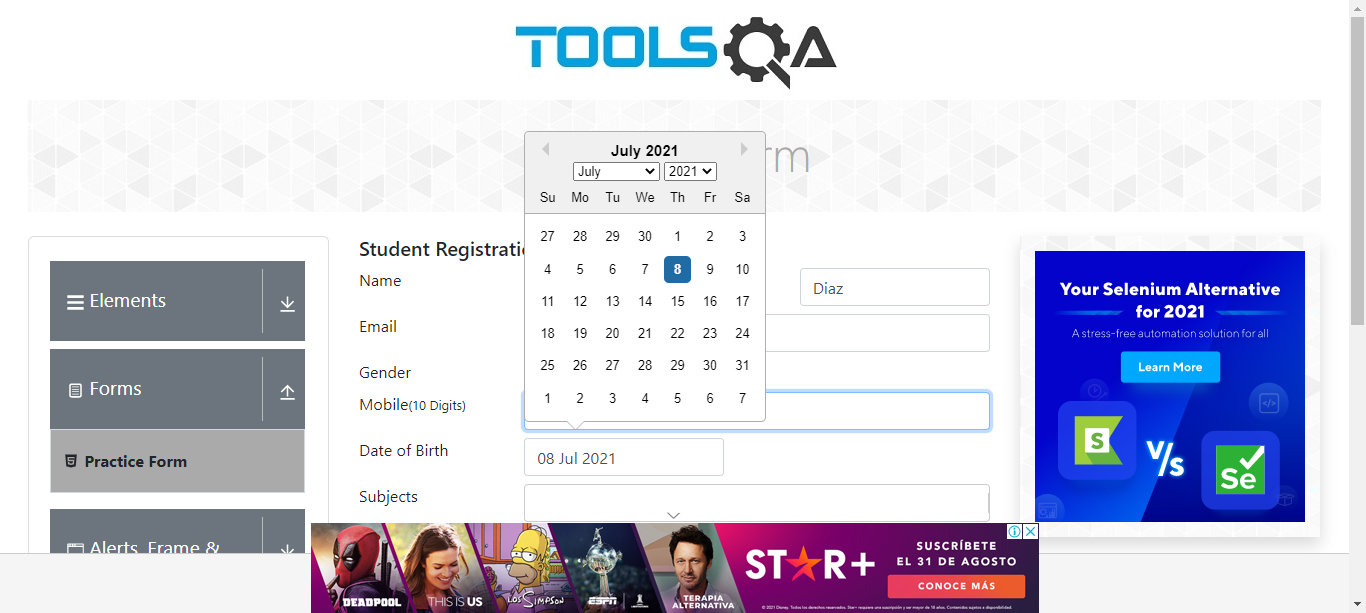 TOOLSQA
rm
July 2021
July 2021
Su Mo Tu We Th Fr Sa
27 28 29 30 1 2 3
4 5 6 7 8 9 10
11 12 13 14 15 16 17
18 19 20 21 22 23 24
25 26 27 28 29 30 31
1 2 3 4 5 6 7
Elements
Forms
Practice Form
Alerts, Frame &
Student Registrati
Name
Diaz
Email
Gender
Mobile(10 Digits)
Date of Birth
08 Jul 2021
Subjects
Your Selenium Alternative
for 2021
A stress-free automation solution for all
Learn More
S
V/s
Se
DEADPOOL
THIS IS US
LOS SIMPSON
ESPN
TERAPIA
ALTERNATIVA
STAR+
SUSCRÍBETE
EL 31 DE AGOSTO
CONOCE MÁS